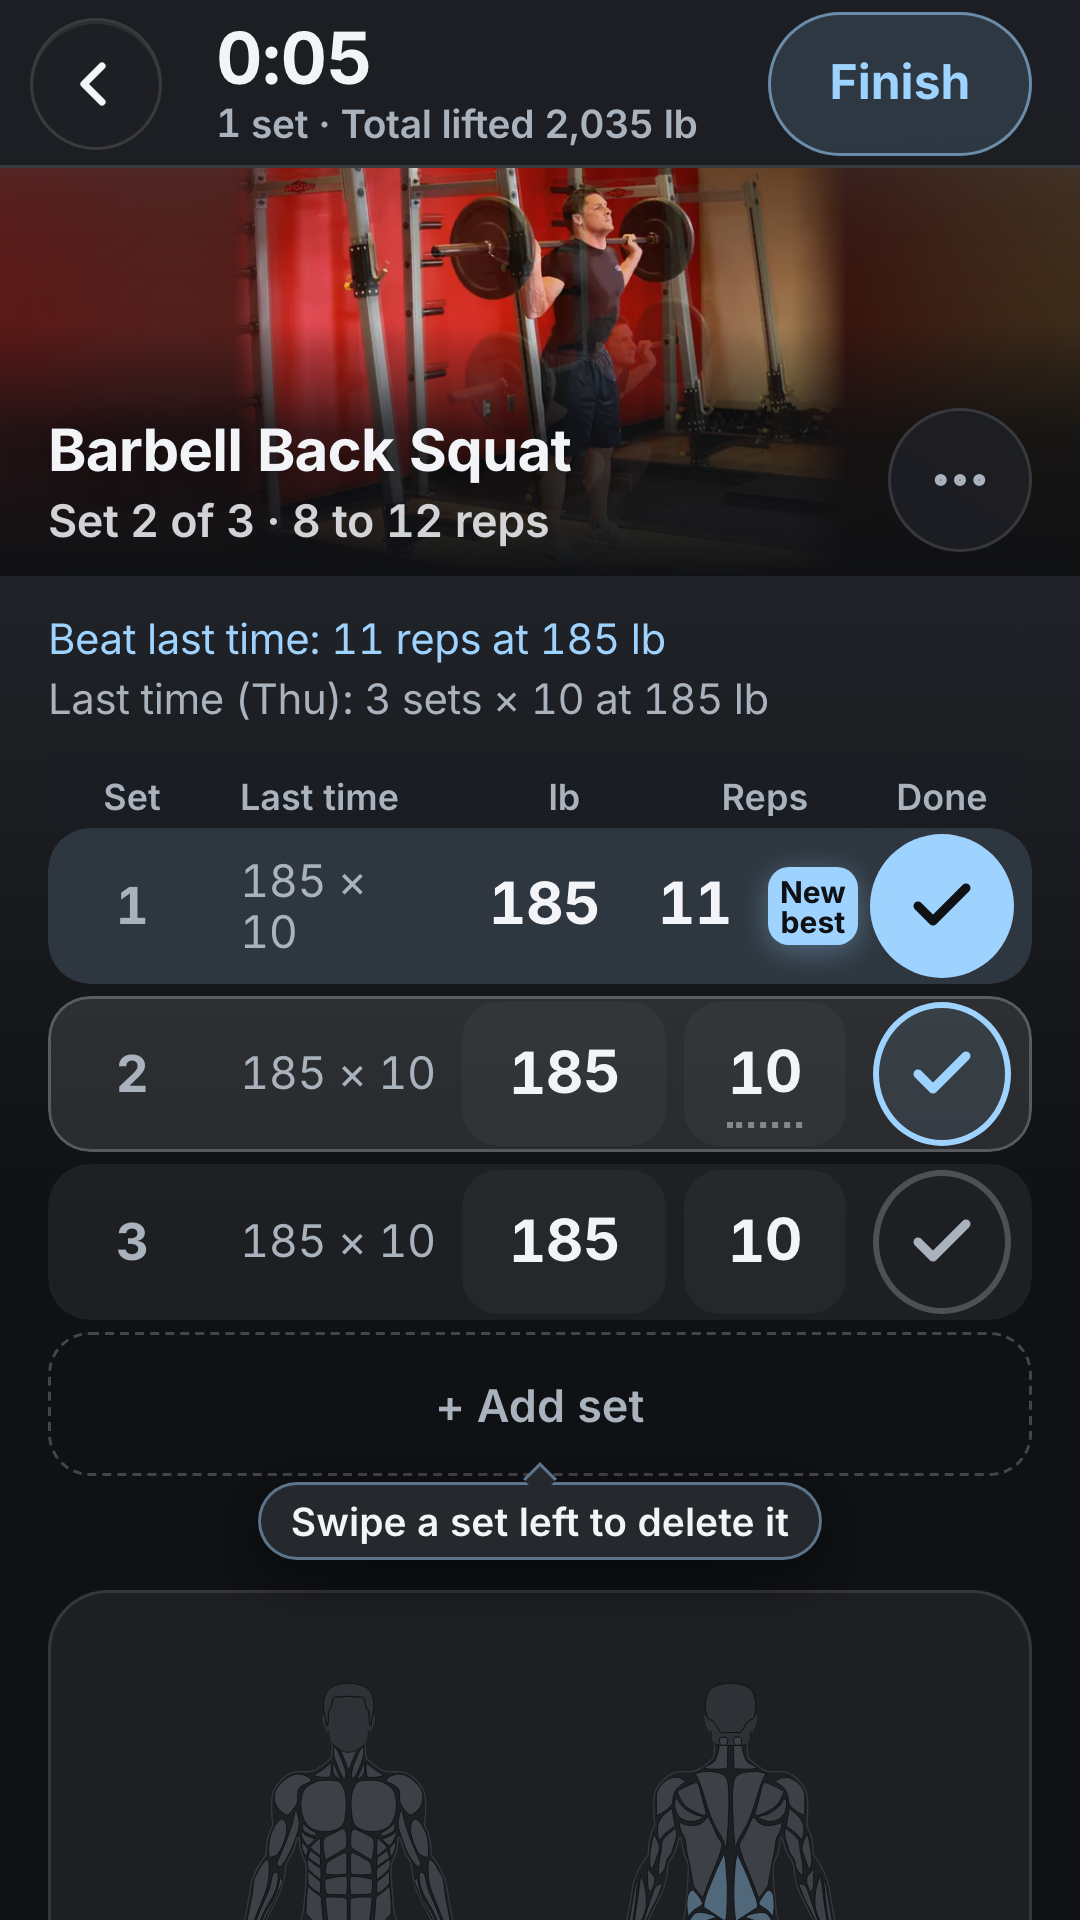 0:05
1 set · Total lifted 2,035 lb
Finish
Barbell Back Squat
Set 2 of 3 · 8 to 12 reps
Beat last time: 11 reps at 185 lb
Last time (Thu): 3 sets × 10 at 185 lb
Set Last time lb Reps Done
1 185 × 10 185 11 New best
2 185 × 10 185 10
3 185 × 10 185 10
+ Add set
Swipe a set left to delete it